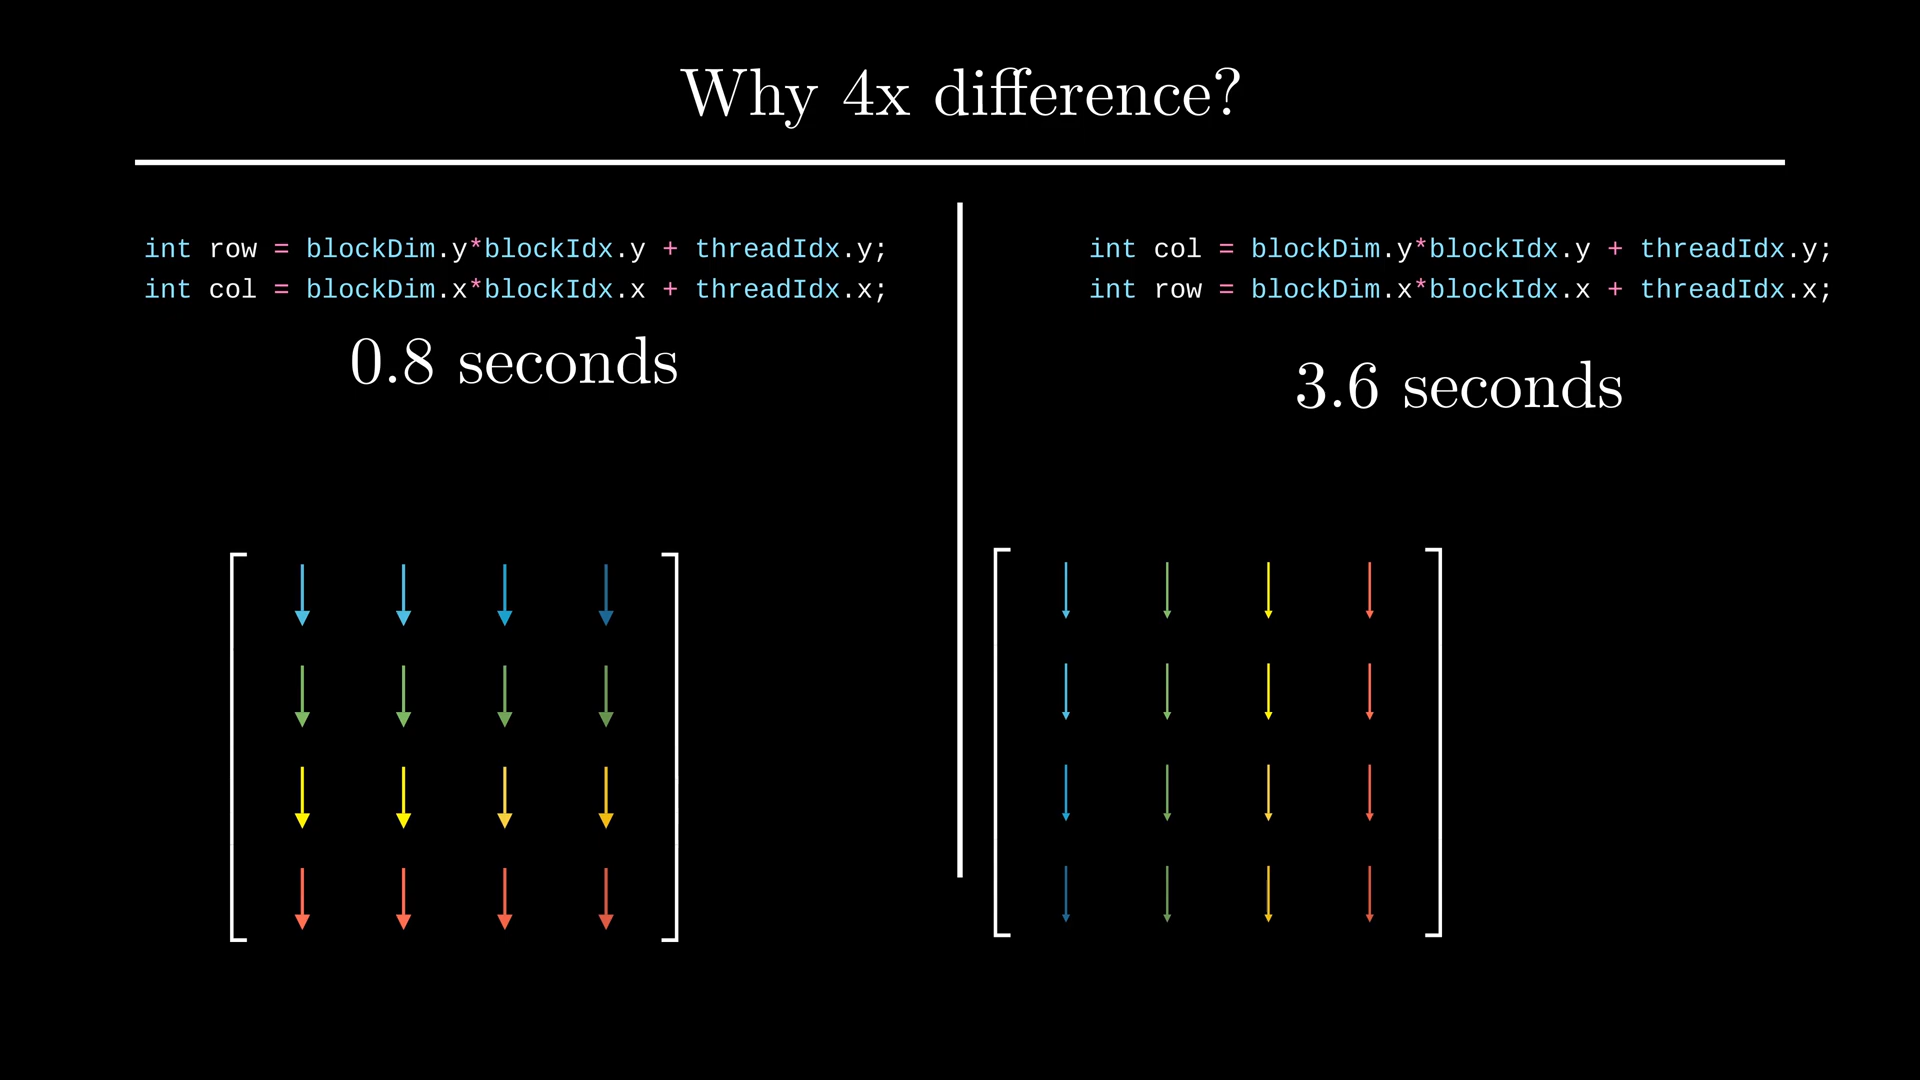 Why 4x difference?
int row = blockDim.y*blockIdx.y + threadIdx.y;
int col = blockDim.x*blockIdx.x + threadIdx.x;
0.8 seconds
int col = blockDim.y*blockIdx.y + threadIdx.y;
int row = blockDim.x*blockIdx.x + threadIdx.x;
3.6 seconds